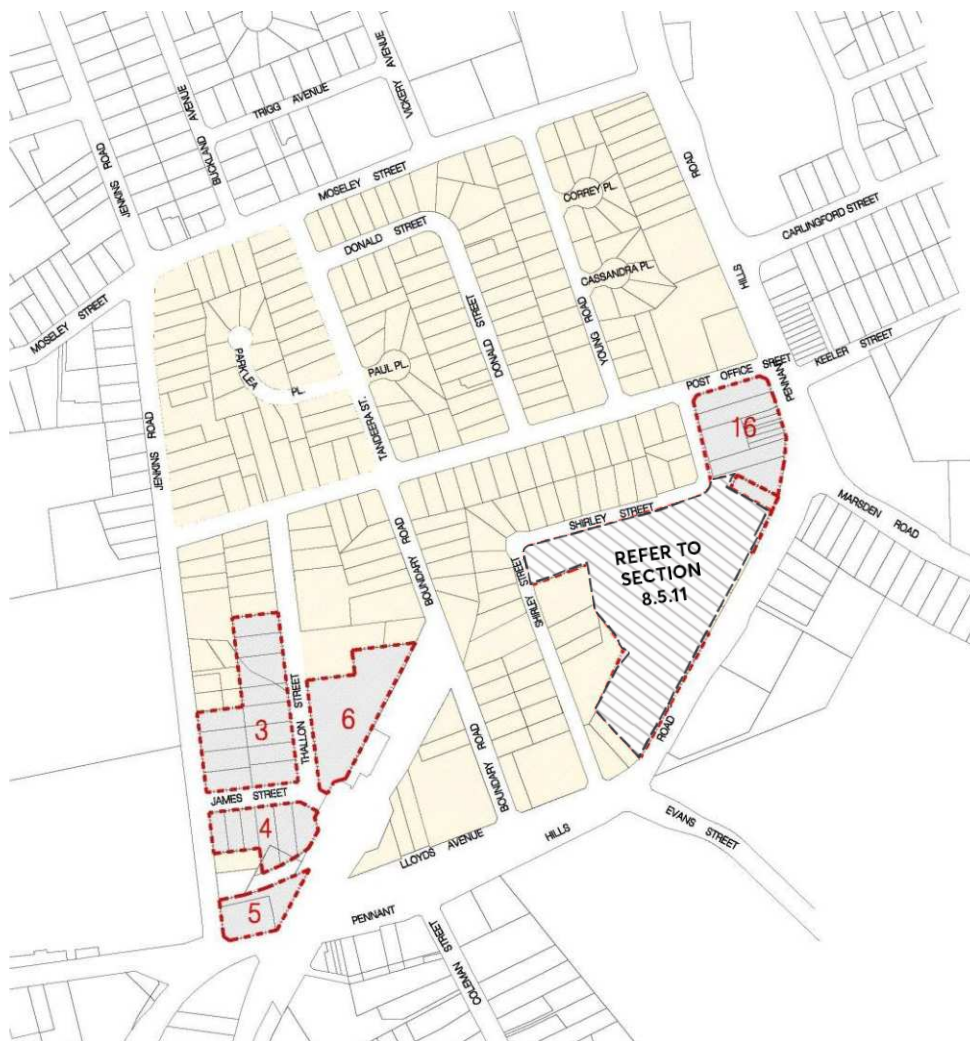 TRIGG AVENUE
BUCKLAND AVENUE
VICKERY AVENUE
JENKINS ROAD
MOSELEY STREET
MOSELEY STREET
DONALD STREET
CORREY PL.
ROAD
CARLINGFORD STREET
CASSANDRA PL.
HILLS
DONALD STREET
YOUNG ROAD
PARKLEA
PL.
PAUL PL.
TANDERRA ST.
POST OFFICE SREET
KEELER STREET
PENNANT
JENKINS ROAD
16
MARSDEN ROAD
BOUNDARY ROAD
SHIRLEY STREET
REFER TO
SECTION
8.5.11
SHIRLEY STREET
3
THALLON STREET
6
BOUNDARY ROAD
ROAD
JAMES STREET
4
LLOYDS AVENUE
HILLS
EVANS STREET
5
PENNANT
COLEMAN STREET